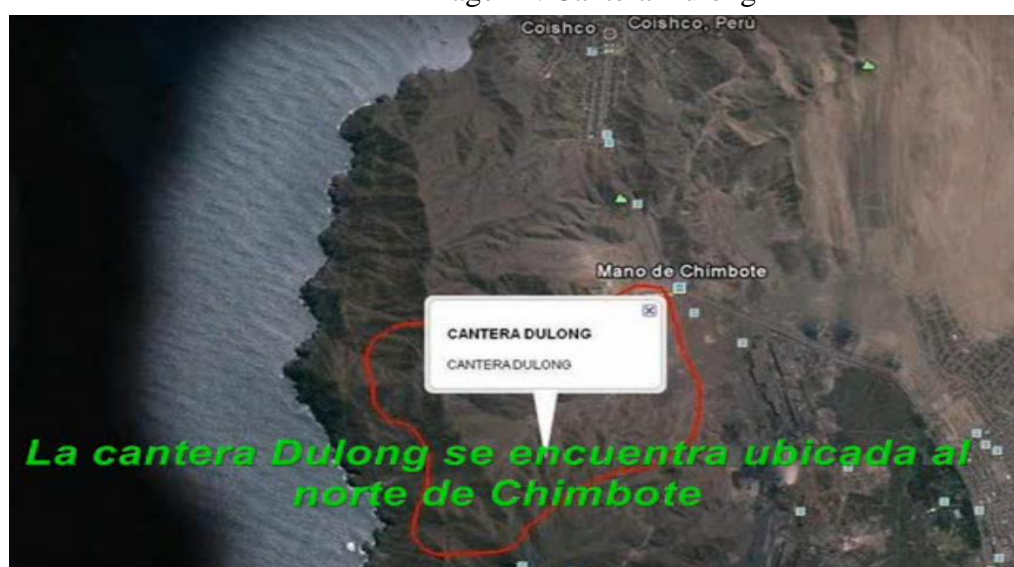 Coishco
Coishco, Perú
Mano de Chimbote
CANTERA DULONG
CANTERA DULONG
La cantera Dulong se encuentra ubicada al
norte de Chimbote